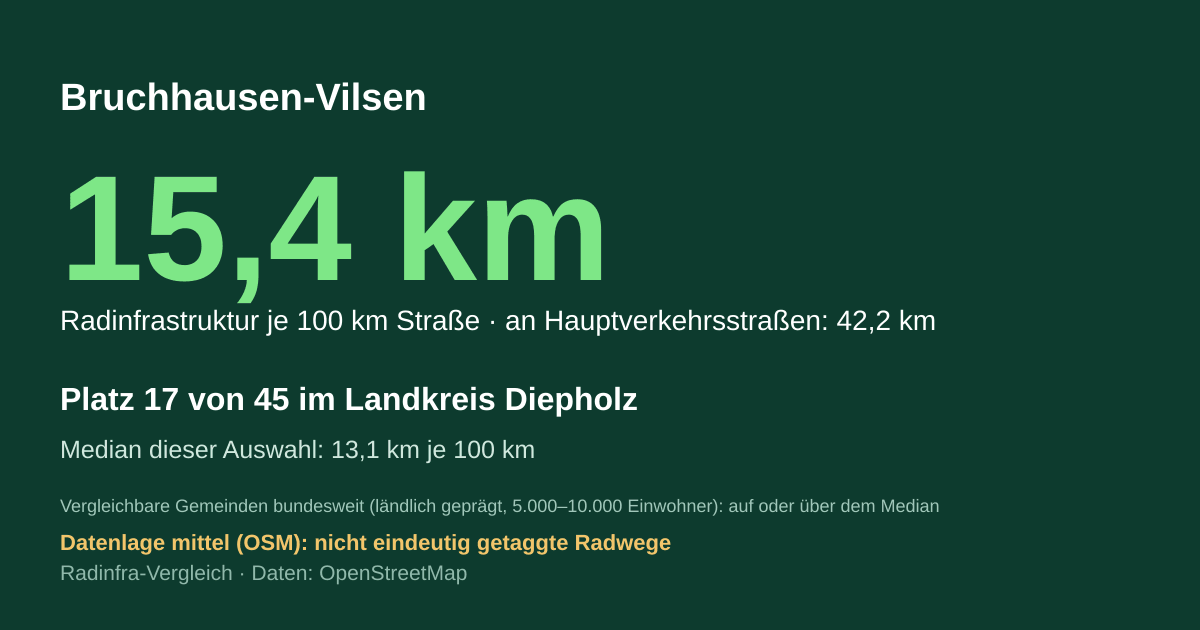 Bruchhausen-Vilsen
15,4 km
Radinfrastruktur je 100 km Straße · an Hauptverkehrsstraßen: 42,2 km
Platz 17 von 45 im Landkreis Diepholz
Median dieser Auswahl: 13,1 km je 100 km
Vergleichbare Gemeinden bundesweit (ländlich geprägt, 5.000–10.000 Einwohner): auf oder über dem Median
Datenlage mittel (OSM): nicht eindeutig getaggte Radwege
Radinfra-Vergleich · Daten: OpenStreetMap